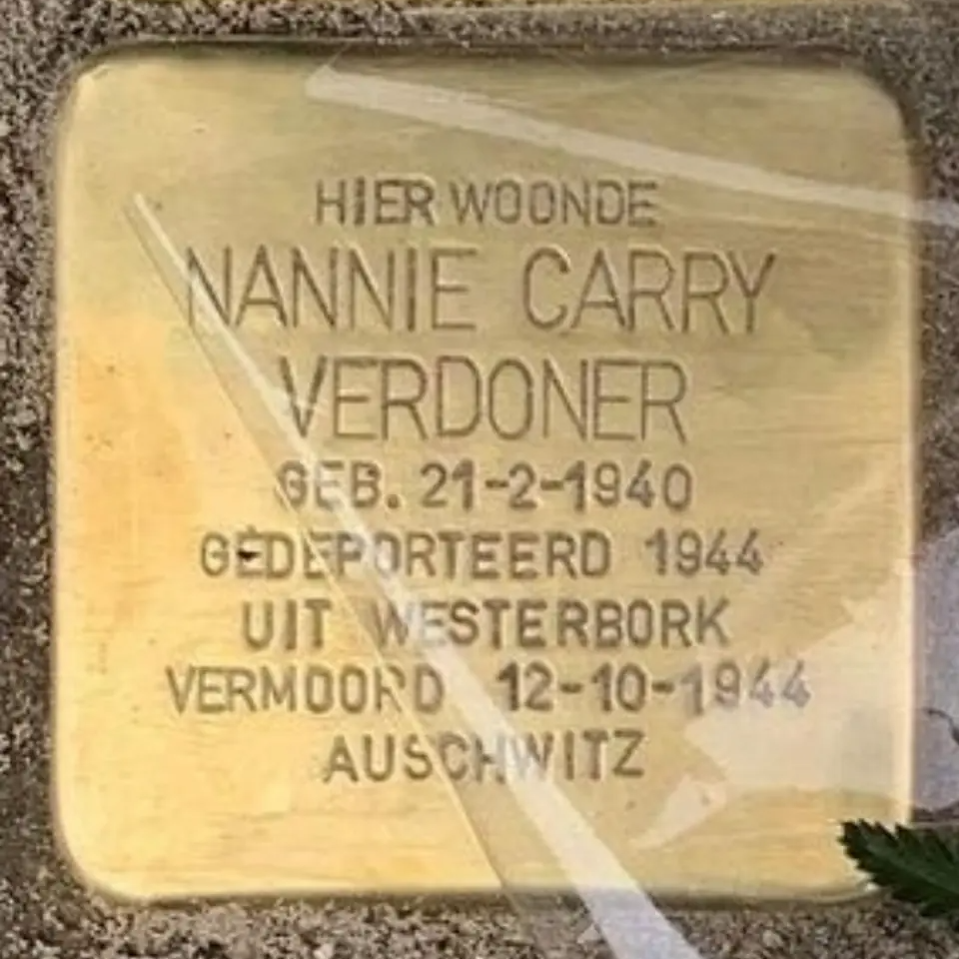 HIER WOONDE
NANNIE CARRY
VERDONER
GEB. 21-2-1940
GEDEPORTEERD 1944
UIT WESTERBORK
VERMOORD 12-10-1944
AUSCHWITZ